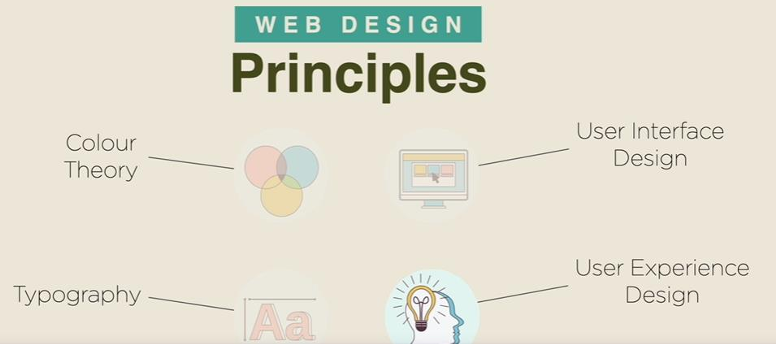 WEB DESIGN
Principles
Colour
Theory
User Interface
Design
Typography
Aa
User Experience
Design